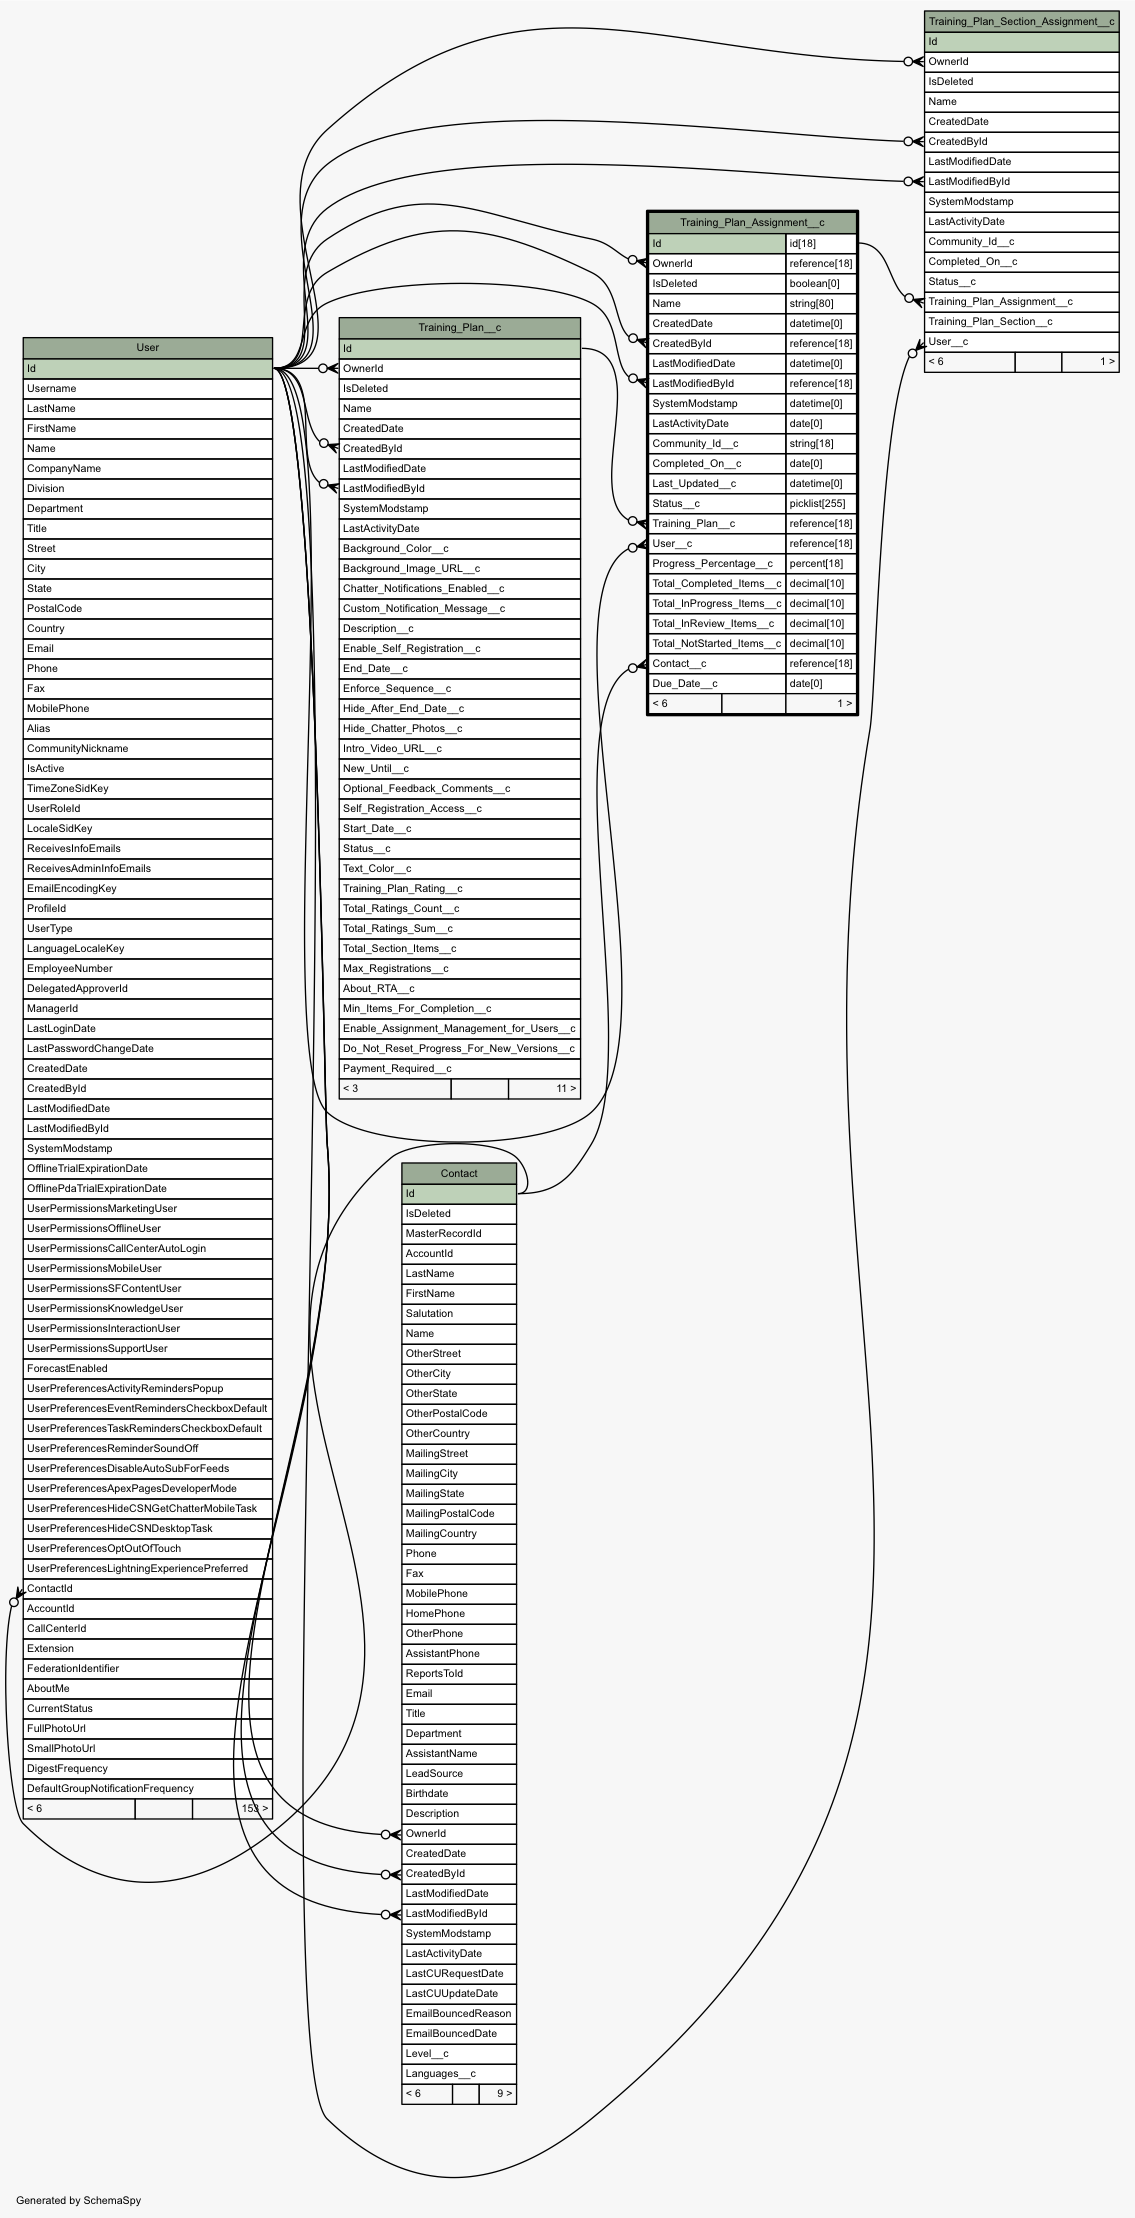 Training_Plan_Section_Assignment__c
Id
OwnerId
IsDeleted
Name
CreatedDate
CreatedById
LastModifiedDate
LastModifiedById
SystemModstamp
LastActivityDate
Community_Id__c
Completed_On__c
Status__c
Training_Plan_Assignment__c
Training_Plan_Section__c
User__c
< 6 1 >
Training_Plan_Assignment__c
Id id[18]
OwnerId reference[18]
IsDeleted boolean[0]
Name string[80]
CreatedDate datetime[0]
CreatedById reference[18]
LastModifiedDate datetime[0]
LastModifiedById reference[18]
SystemModstamp datetime[0]
LastActivityDate date[0]
Community_Id__c string[18]
Completed_On__c date[0]
Last_Updated__c datetime[0]
Status__c picklist[255]
Training_Plan__c reference[18]
User__c reference[18]
Progress_Percentage__c percent[18]
Total_Completed_Items__c decimal[10]
Total_InProgress_Items__c decimal[10]
Total_InReview_Items__c decimal[10]
Total_NotStarted_Items__c decimal[10]
Contact__c reference[18]
Due_Date__c date[0]
< 6 1 >
Training_Plan__c
Id
OwnerId
IsDeleted
Name
CreatedDate
CreatedById
LastModifiedDate
LastModifiedById
SystemModstamp
LastActivityDate
Background_Color__c
Background_Image_URL__c
Chatter_Notifications_Enabled__c
Custom_Notification_Message__c
Description__c
Enable_Self_Registration__c
End_Date__c
Enforce_Sequence__c
Hide_After_End_Date__c
Hide_Chatter_Photos__c
Intro_Video_URL__c
New_Until__c
Optional_Feedback_Comments__c
Self_Registration_Access__c
Start_Date__c
Status__c
Text_Color__c
Training_Plan_Rating__c
Total_Ratings_Count__c
Total_Ratings_Sum__c
Total_Section_Items__c
Max_Registrations__c
About_RTA__c
Min_Items_For_Completion__c
Enable_Assignment_Management_for_Users__c
Do_Not_Reset_Progress_For_New_Versions__c
Payment_Required__c
< 3 11 >
User
Id
Username
LastName
FirstName
Name
CompanyName
Division
Department
Title
Street
City
State
PostalCode
Country
Email
Phone
Fax
MobilePhone
Alias
CommunityNickname
IsActive
TimeZoneSidKey
UserRoleId
LocaleSidKey
ReceivesInfoEmails
ReceivesAdminInfoEmails
EmailEncodingKey
ProfileId
UserType
LanguageLocaleKey
EmployeeNumber
DelegatedApproverId
ManagerId
LastLoginDate
LastPasswordChangeDate
CreatedDate
CreatedById
LastModifiedDate
LastModifiedById
SystemModstamp
OfflineTrialExpirationDate
OfflinePdaTrialExpirationDate
UserPermissionsMarketingUser
UserPermissionsOfflineUser
UserPermissionsCallCenterAutoLogin
UserPermissionsMobileUser
UserPermissionsSFContentUser
UserPermissionsKnowledgeUser
UserPermissionsInteractionUser
UserPermissionsSupportUser
ForecastEnabled
UserPreferencesActivityRemindersPopup
UserPreferencesEventRemindersCheckboxDefault
UserPreferencesTaskRemindersCheckboxDefault
UserPreferencesReminderSoundOff
UserPreferencesDisableAutoSubForFeeds
UserPreferencesApexPagesDeveloperMode
UserPreferencesHideCSNGetChatterMobileTask
UserPreferencesHideCSNDesktopTask
UserPreferencesOptOutOfTouch
UserPreferencesLightningExperiencePreferred
ContactId
AccountId
CallCenterId
Extension
FederationIdentifier
AboutMe
CurrentStatus
FullPhotoUrl
SmallPhotoUrl
DigestFrequency
DefaultGroupNotificationFrequency
< 6 153 >
Contact
Id
IsDeleted
MasterRecordId
AccountId
LastName
FirstName
Salutation
Name
OtherStreet
OtherCity
OtherState
OtherPostalCode
OtherCountry
MailingStreet
MailingCity
MailingState
MailingPostalCode
MailingCountry
Phone
Fax
MobilePhone
HomePhone
OtherPhone
AssistantPhone
ReportsToId
Email
Title
Department
AssistantName
LeadSource
Birthdate
Description
OwnerId
CreatedDate
CreatedById
LastModifiedDate
LastModifiedById
SystemModstamp
LastActivityDate
LastCURequestDate
LastCUUpdateDate
EmailBouncedReason
EmailBouncedDate
Level__c
Languages__c
< 6 9 >
Generated by SchemaSpy